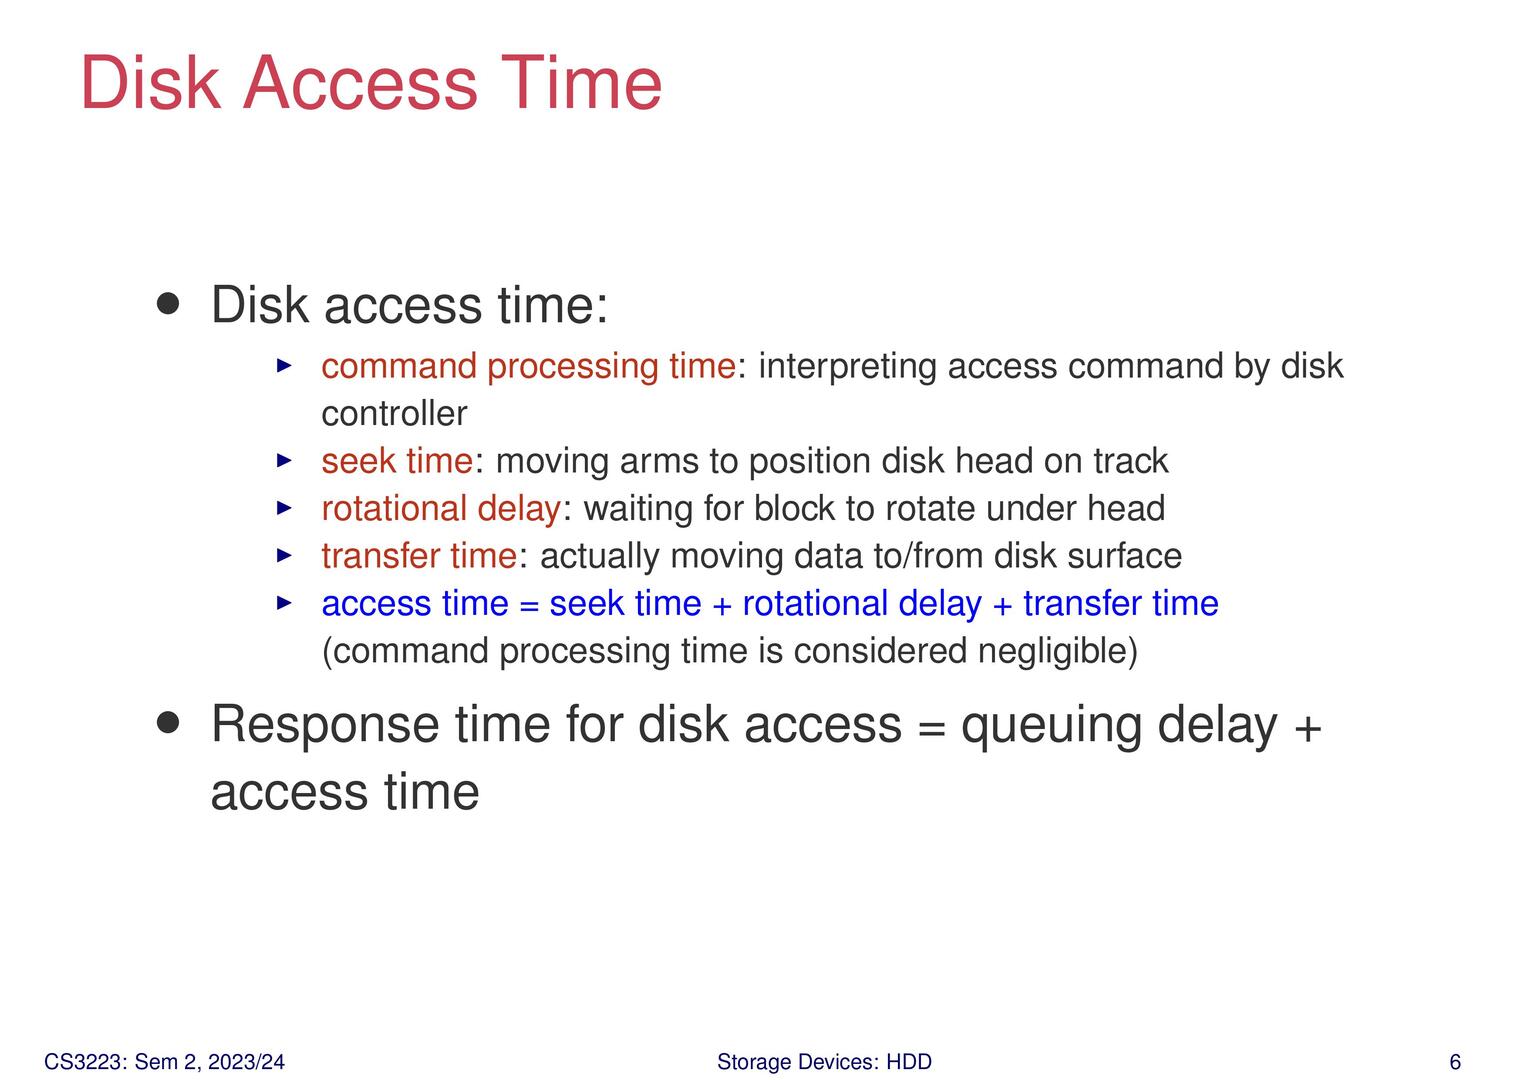 Disk Access Time
● Disk access time:
► command processing time: interpreting access command by disk
controller
► seek time: moving arms to position disk head on track
► rotational delay: waiting for block to rotate under head
► transfer time: actually moving data to/from disk surface
► access time = seek time + rotational delay + transfer time
(command processing time is considered negligible)
● Response time for disk access = queuing delay +
access time
CS3223: Sem 2, 2023/24 Storage Devices: HDD 6